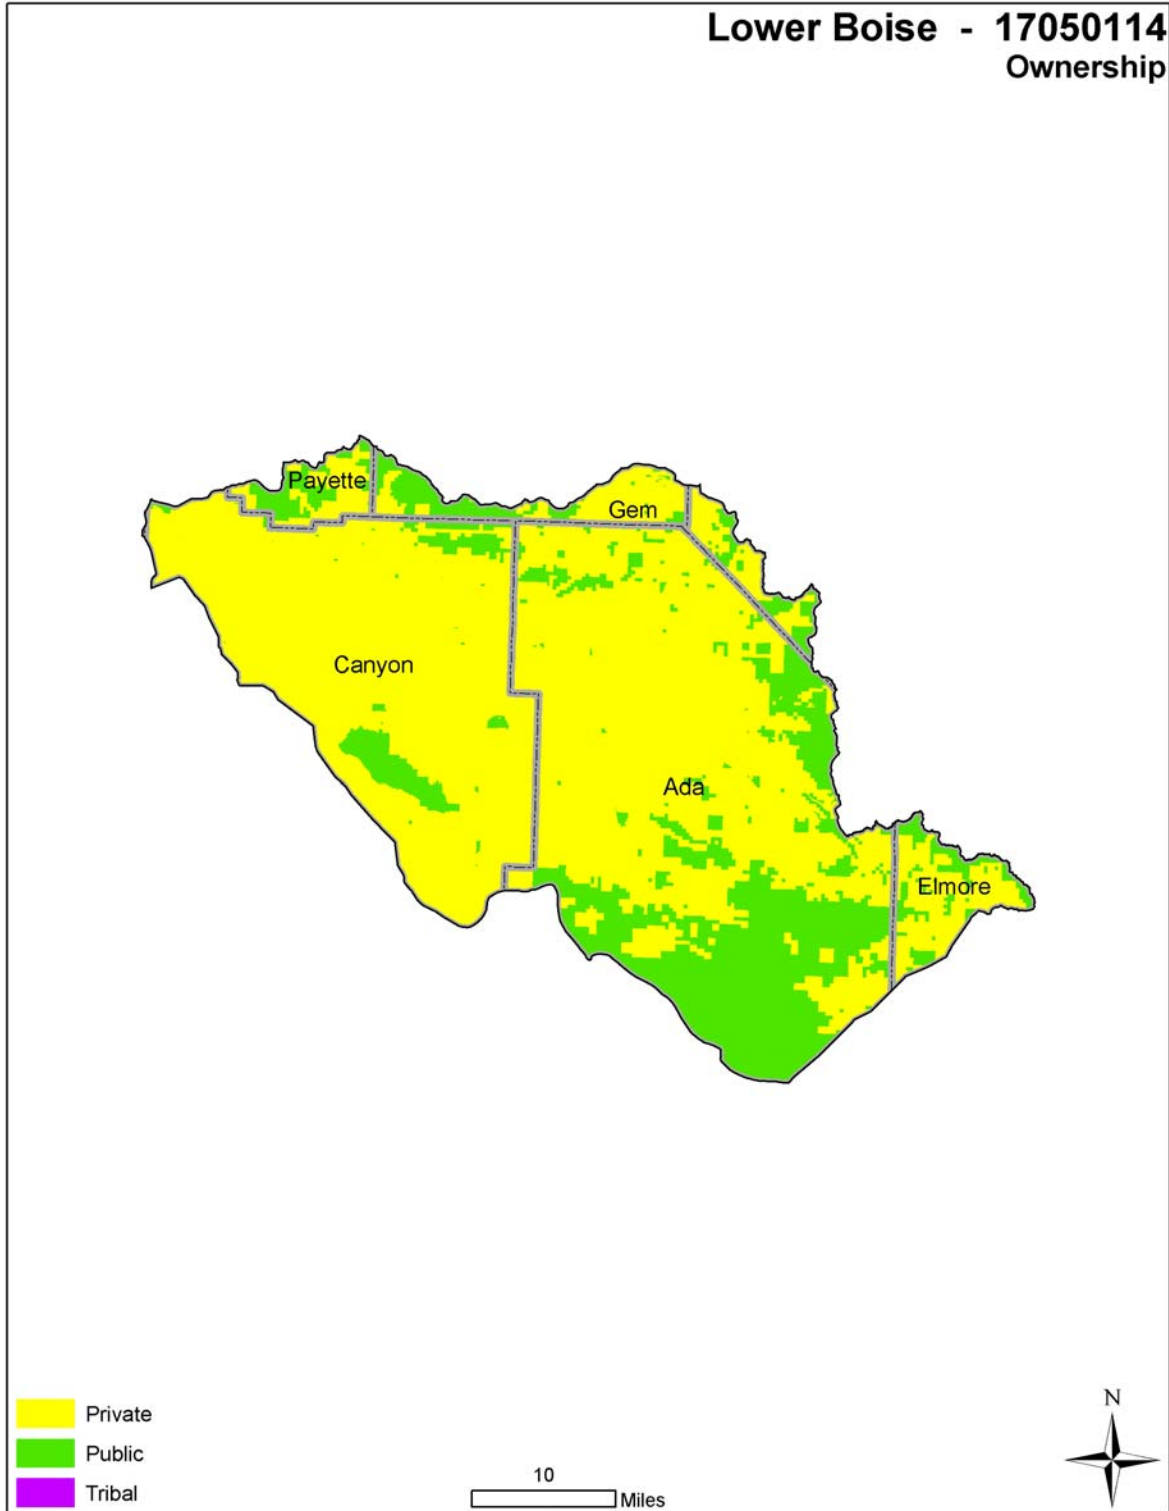 Lower Boise - 17050114
Ownership
Payette
Gem
Canyon
Ada
Elmore
Private
Public
Tribal
10
Miles
N